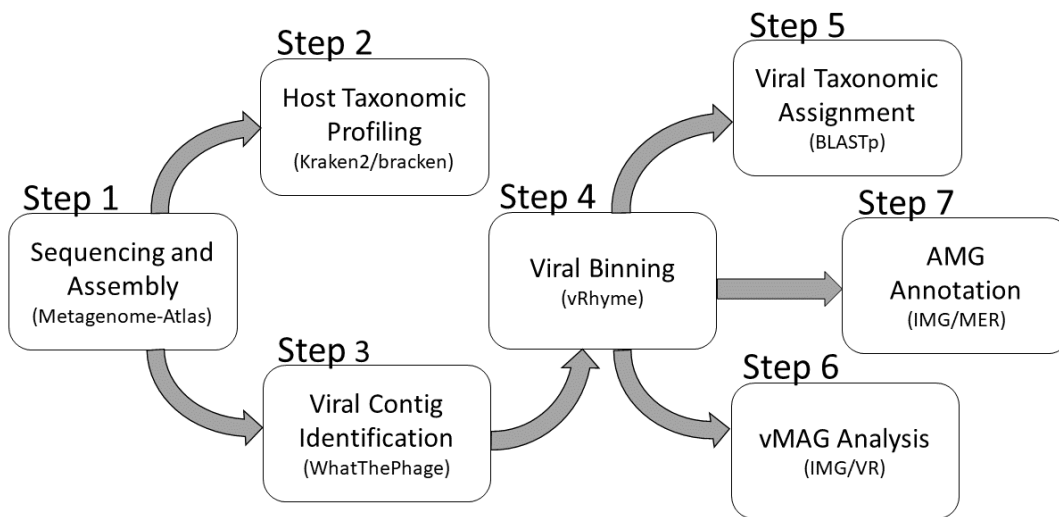 Step 1
Sequencing and
Assembly
(Metagenome-Atlas)
Step 2
Host Taxonomic
Profiling
(Kraken2/bracken)
Step 3
Viral Contig
Identification
(WhatThePhage)
Step 4
Viral Binning
(vRhyme)
Step 5
Viral Taxonomic
Assignment
(BLASTp)
Step 6
vMAG Analysis
(IMG/VR)
Step 7
AMG
Annotation
(IMG/MER)